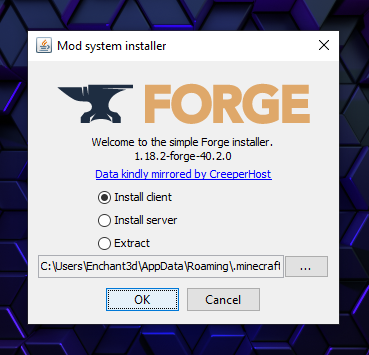 Mod system installer
FORGE
Welcome to the simple Forge installer.
1.18.2-forge-40.2.0
Data kindly mirrored by CreeperHost
Install client
Install server
Extract
C:\Users\Enchant3d\AppData\Roaming\.minecraft
...
OK
Cancel